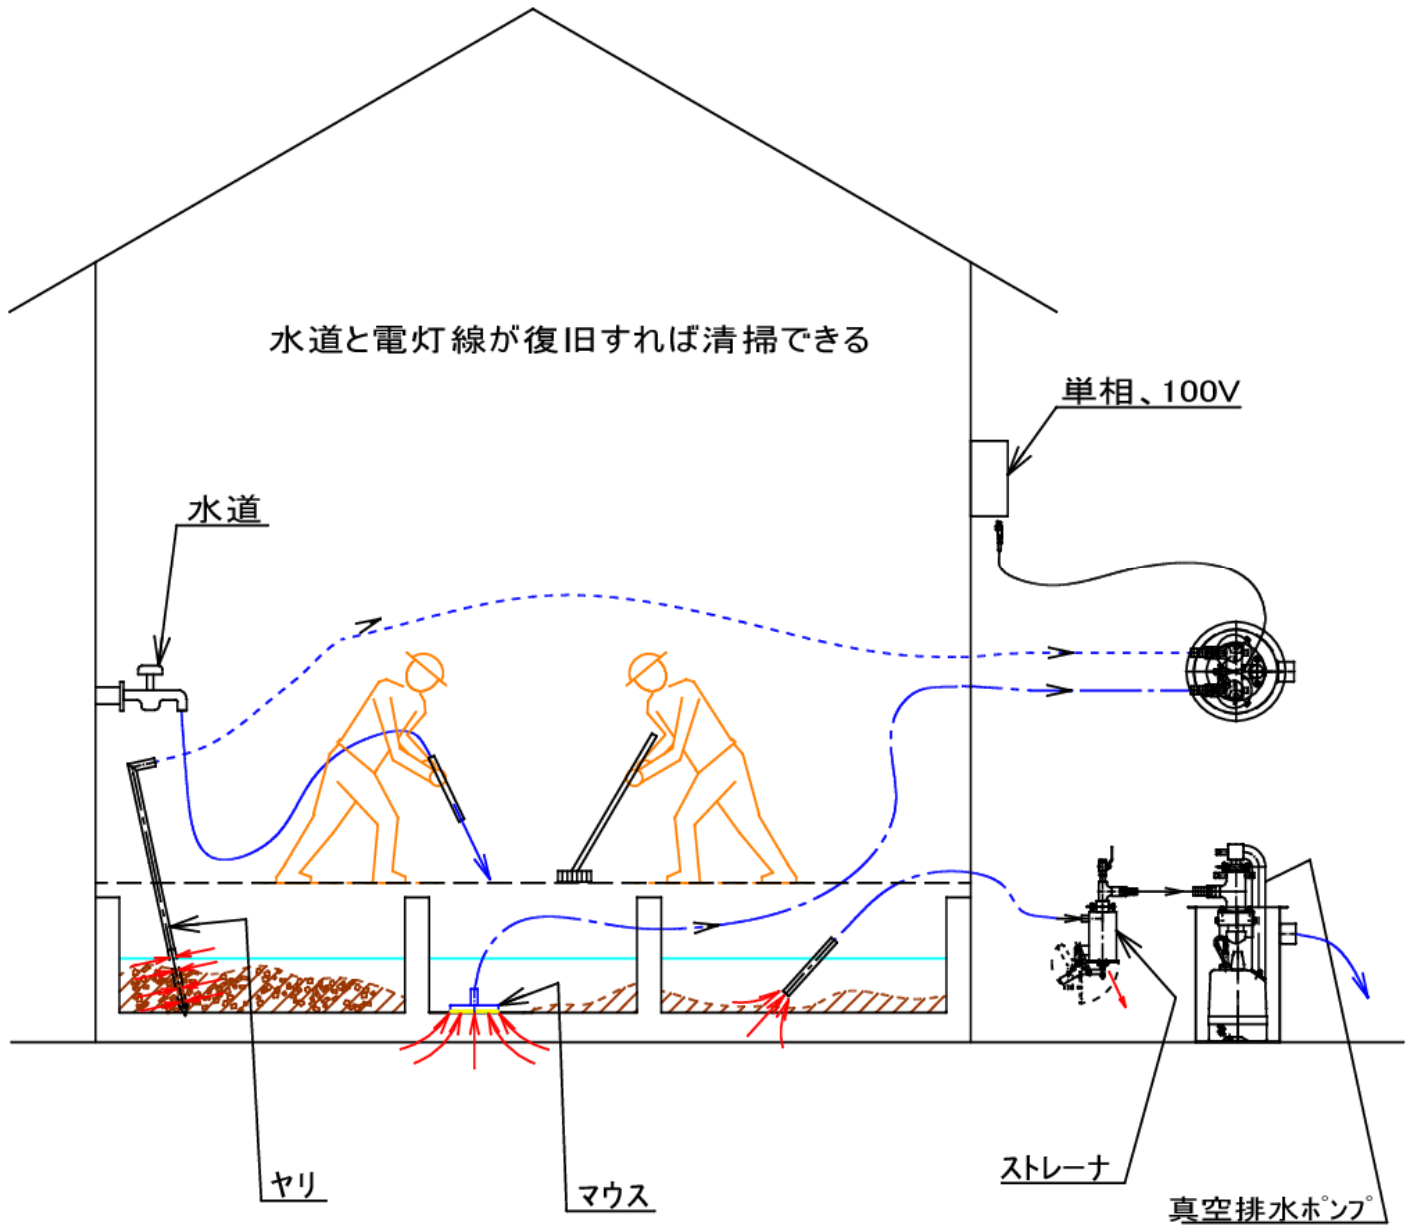 水道と電灯線が復旧すれば清掃できる
単相、100V
水道
ストレーナ
ヤリ
マウス
真空排水ポンプ